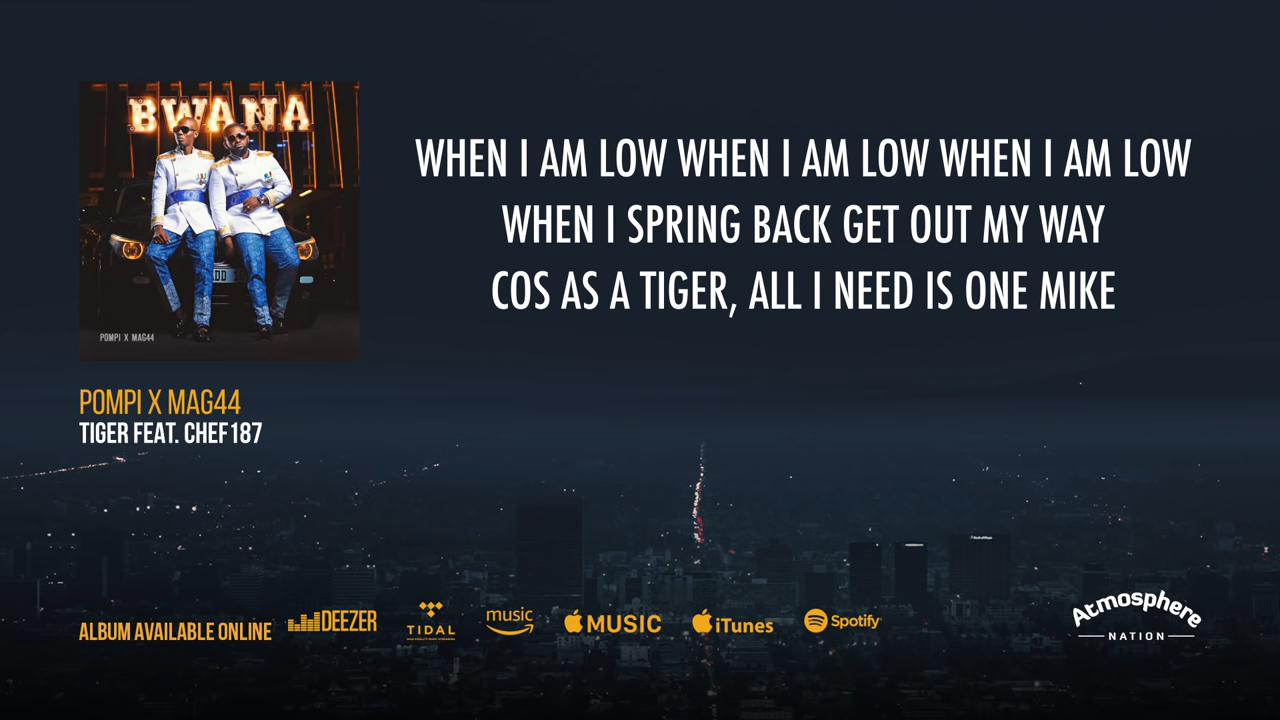 BWANA
POMPI X MAG44
WHEN I AM LOW WHEN I AM LOW WHEN I AM LOW
WHEN I SPRING BACK GET OUT MY WAY
COS AS A TIGER, ALL I NEED IS ONE MIKE
POMPI X MAG44
TIGER FEAT. CHEF187
ALBUM AVAILABLE ONLINE
DEEZER
TIDAL
music
MUSIC
iTunes
Spotify
Atmosphere
NATION